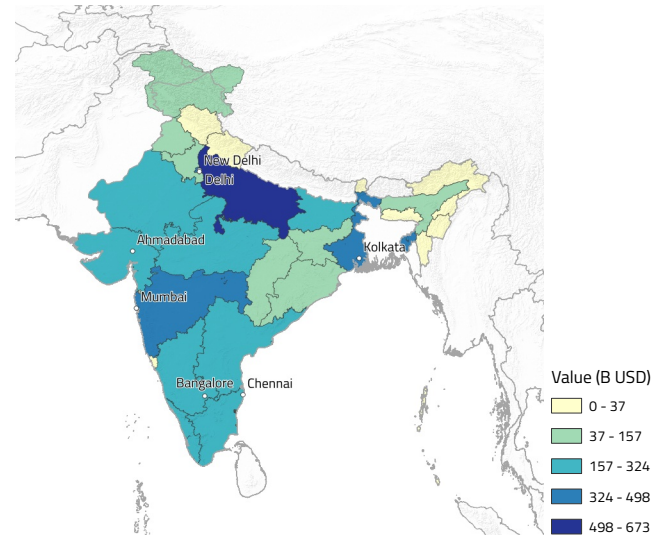 New Delhi
Delhi
Ahmadabad
Kolkata
Mumbai
Bangalore
Chennai
Value (B USD)
0 - 37
37 - 157
157 - 324
324 - 498
498 - 673